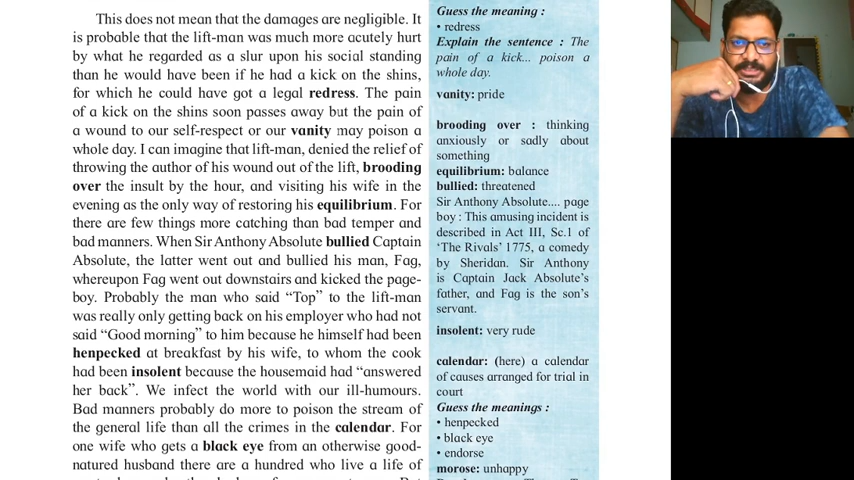 This does not mean that the damages are negligible. It
is probable that the lift-man was much more acutely hurt
by what he regarded as a slur upon his social standing
than he would have been if he had a kick on the shins,
for which he could have got a legal redress. The pain
of a kick on the shins soon passes away but the pain of
a wound to our self-respect or our vanity may poison a
whole day. I can imagine that lift-man, denied the relief of
throwing the author of his wound out of the lift, brooding
over the insult by the hour, and visiting his wife in the
evening as the only way of restoring his equilibrium. For
there are few things more catching than bad temper and
bad manners. When Sir Anthony Absolute bullied Captain
Absolute, the latter went out and bullied his man, Fag,
whereupon Fag went out downstairs and kicked the page-
boy. Probably the man who said “Top” to the lift-man
was really only getting back on his employer who had not
said “Good morning” to him because he himself had been
henpecked at breakfast by his wife, to whom the cook
had been insolent because the housemaid had “answered
her back”. We infect the world with our ill-humours.
Bad manners probably do more to poison the stream of
the general life than all the crimes in the calendar. For
one wife who gets a black eye from an otherwise good-
natured husband there are a hundred who live a life of
Guess the meaning :
• redress
Explain the sentence : The
pain of a kick... poison a
whole day.
vanity: pride
brooding over : thinking
anxiously or sadly about
something
equilibrium: balance
bullied: threatened
Sir Anthony Absolute.... page
boy : This amusing incident is
described in Act III, Sc.1 of
‘The Rivals’ 1775, a comedy
by Sheridan. Sir Anthony
is Captain Jack Absolute’s
father, and Fag is the son’s
servant.
insolent: very rude
calendar: (here) a calendar
of causes arranged for trial in
court
Guess the meanings :
• henpecked
• black eye
• endorse
morose: unhappy